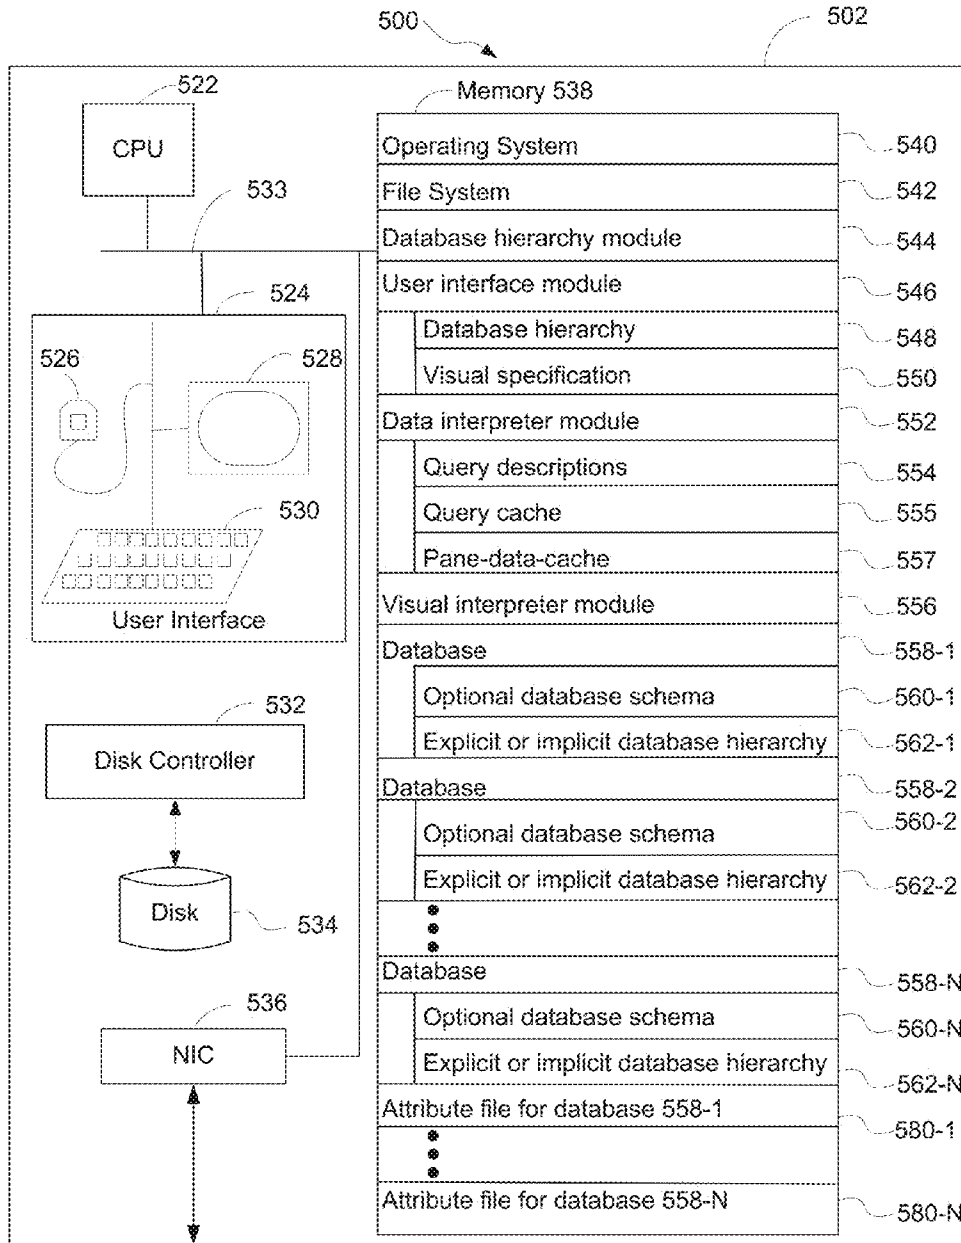 500
502
522
CPU
533
524
526
528
530
User Interface
532
Disk Controller
Disk
534
536
NIC
Memory 538
Operating System 540
File System 542
Database hierarchy module 544
User interface module 546
Database hierarchy 548
Visual specification 550
Data interpreter module 552
Query descriptions 554
Query cache 555
Pane-data-cache 557
Visual interpreter module 556
Database 558-1
Optional database schema 560-1
Explicit or implicit database hierarchy 562-1
Database 558-2
Optional database schema 560-2
Explicit or implicit database hierarchy 562-2
Database 558-N
Optional database schema 560-N
Explicit or implicit database hierarchy 562-N
Attribute file for database 558-1 580-1
Attribute file for database 558-N 580-N